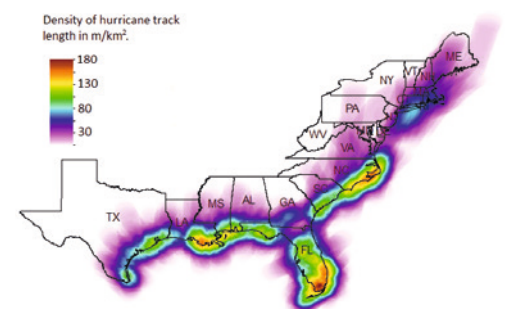 Density of hurricane track
length in m/km².
180
130
80
30
ME
VT
NY
PA
WV
VA
NC
SC
MS
AL
GA
TX
LA
FL